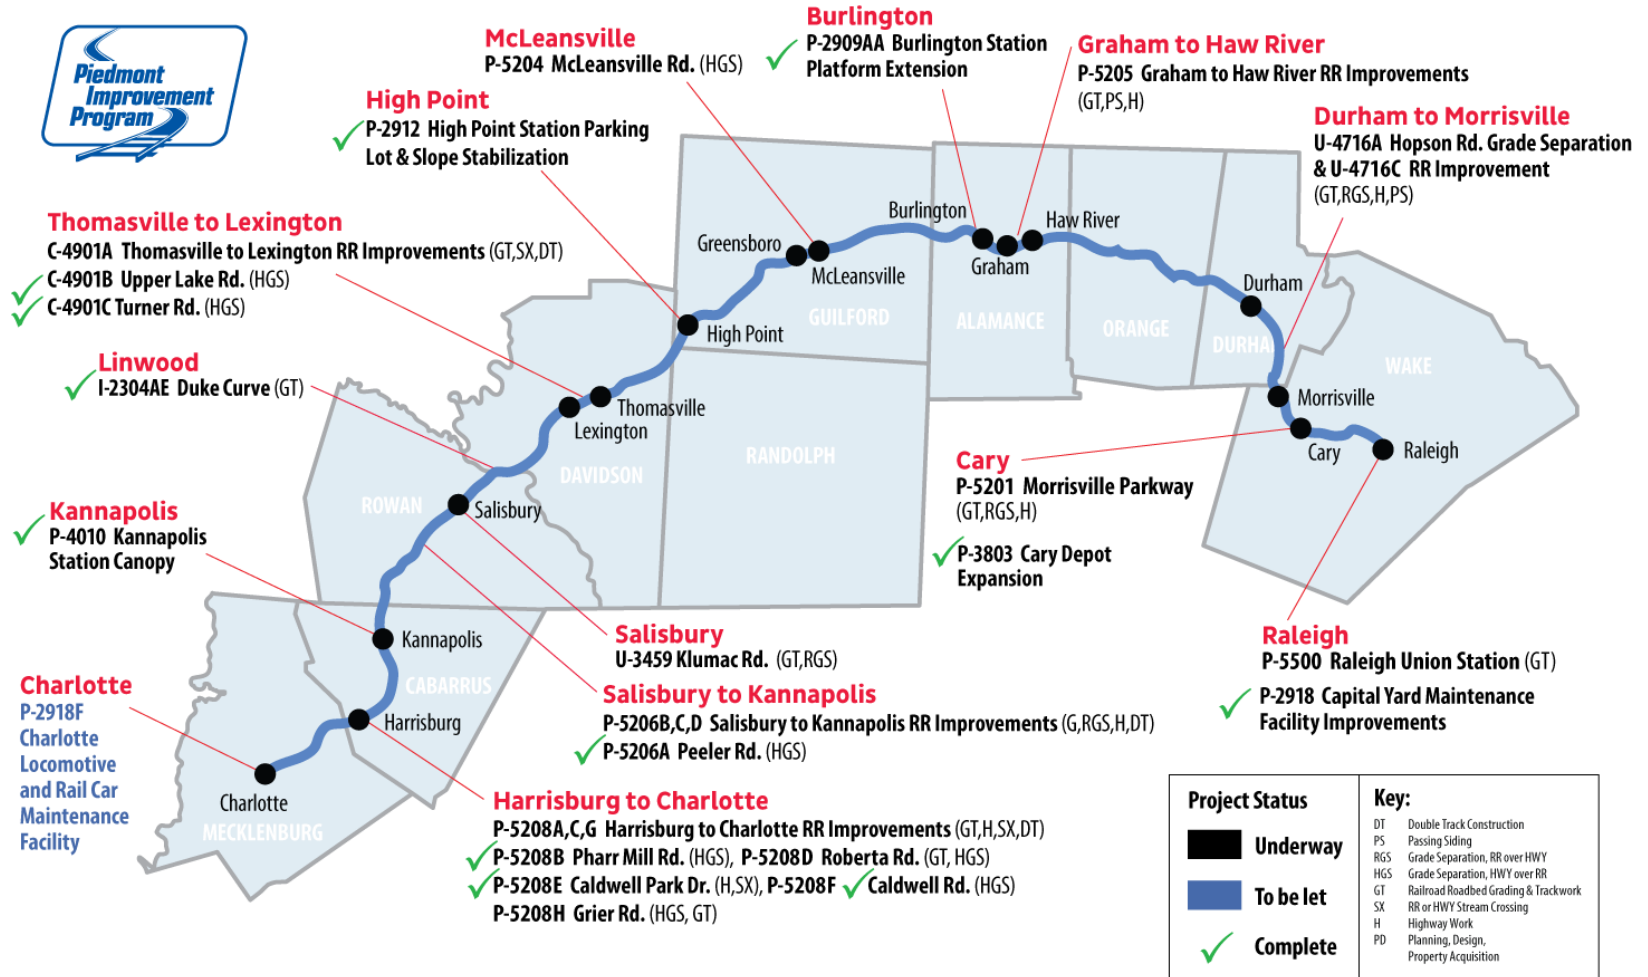 Piedmont
Improvement
Program
McLeansville
P-5204 McLeansville Rd. (HGS)
Burlington
P-2909AA Burlington Station
Platform Extension
Graham to Haw River
P-5205 Graham to Haw River RR Improvements
(GT,PS,H)
High Point
P-2912 High Point Station Parking
Lot & Slope Stabilization
Durham to Morrisville
U-4716A Hopson Rd. Grade Separation
& U-4716C RR Improvement
(GT,RGS,H,PS)
Thomasville to Lexington
C-4901A Thomasville to Lexington RR Improvements (GT,SX,DT)
C-4901B Upper Lake Rd. (HGS)
C-4901C Turner Rd. (HGS)
Linwood
I-2304AE Duke Curve (GT)
Kannapolis
P-4010 Kannapolis
Station Canopy
Charlotte
P-2918F
Charlotte
Locomotive
and Rail Car
Maintenance
Facility
Burlington
Haw River
Greensboro
McLeansville
Graham
Durham
High Point
GUILFORD
ALAMANCE
ORANGE
DURHA
WAKE
Thomasville
Lexington
Morrisville
Cary
Raleigh
DAVIDSON
RANDOLPH
ROWAN
Salisbury
Kannapolis
CABARRUS
Harrisburg
Charlotte
MECKLENBURG
Cary
P-5201 Morrisville Parkway
(GT,RGS,H)
P-3803 Cary Depot
Expansion
Raleigh
P-5500 Raleigh Union Station (GT)
P-2918 Capital Yard Maintenance
Facility Improvements
Salisbury
U-3459 Klumac Rd. (GT,RGS)
Salisbury to Kannapolis
P-5206B,C,D Salisbury to Kannapolis RR Improvements (G,RGS,H,DT)
P-5206A Peeler Rd. (HGS)
Harrisburg to Charlotte
P-5208A,C,G Harrisburg to Charlotte RR Improvements (GT,H,SX,DT)
P-5208B Pharr Mill Rd. (HGS), P-5208D Roberta Rd. (GT, HGS)
P-5208E Caldwell Park Dr. (H,SX), P-5208F Caldwell Rd. (HGS)
P-5208H Grier Rd. (HGS, GT)
Project Status
Underway
To be let
Complete
Key:
DT Double Track Construction
PS Passing Siding
RGS Grade Separation, RR over HWY
HGS Grade Separation, HWY over RR
GT Railroad Roadbed Grading & Trackwork
SX RR or HWY Stream Crossing
H Highway Work
PD Planning, Design,
Property Acquisition